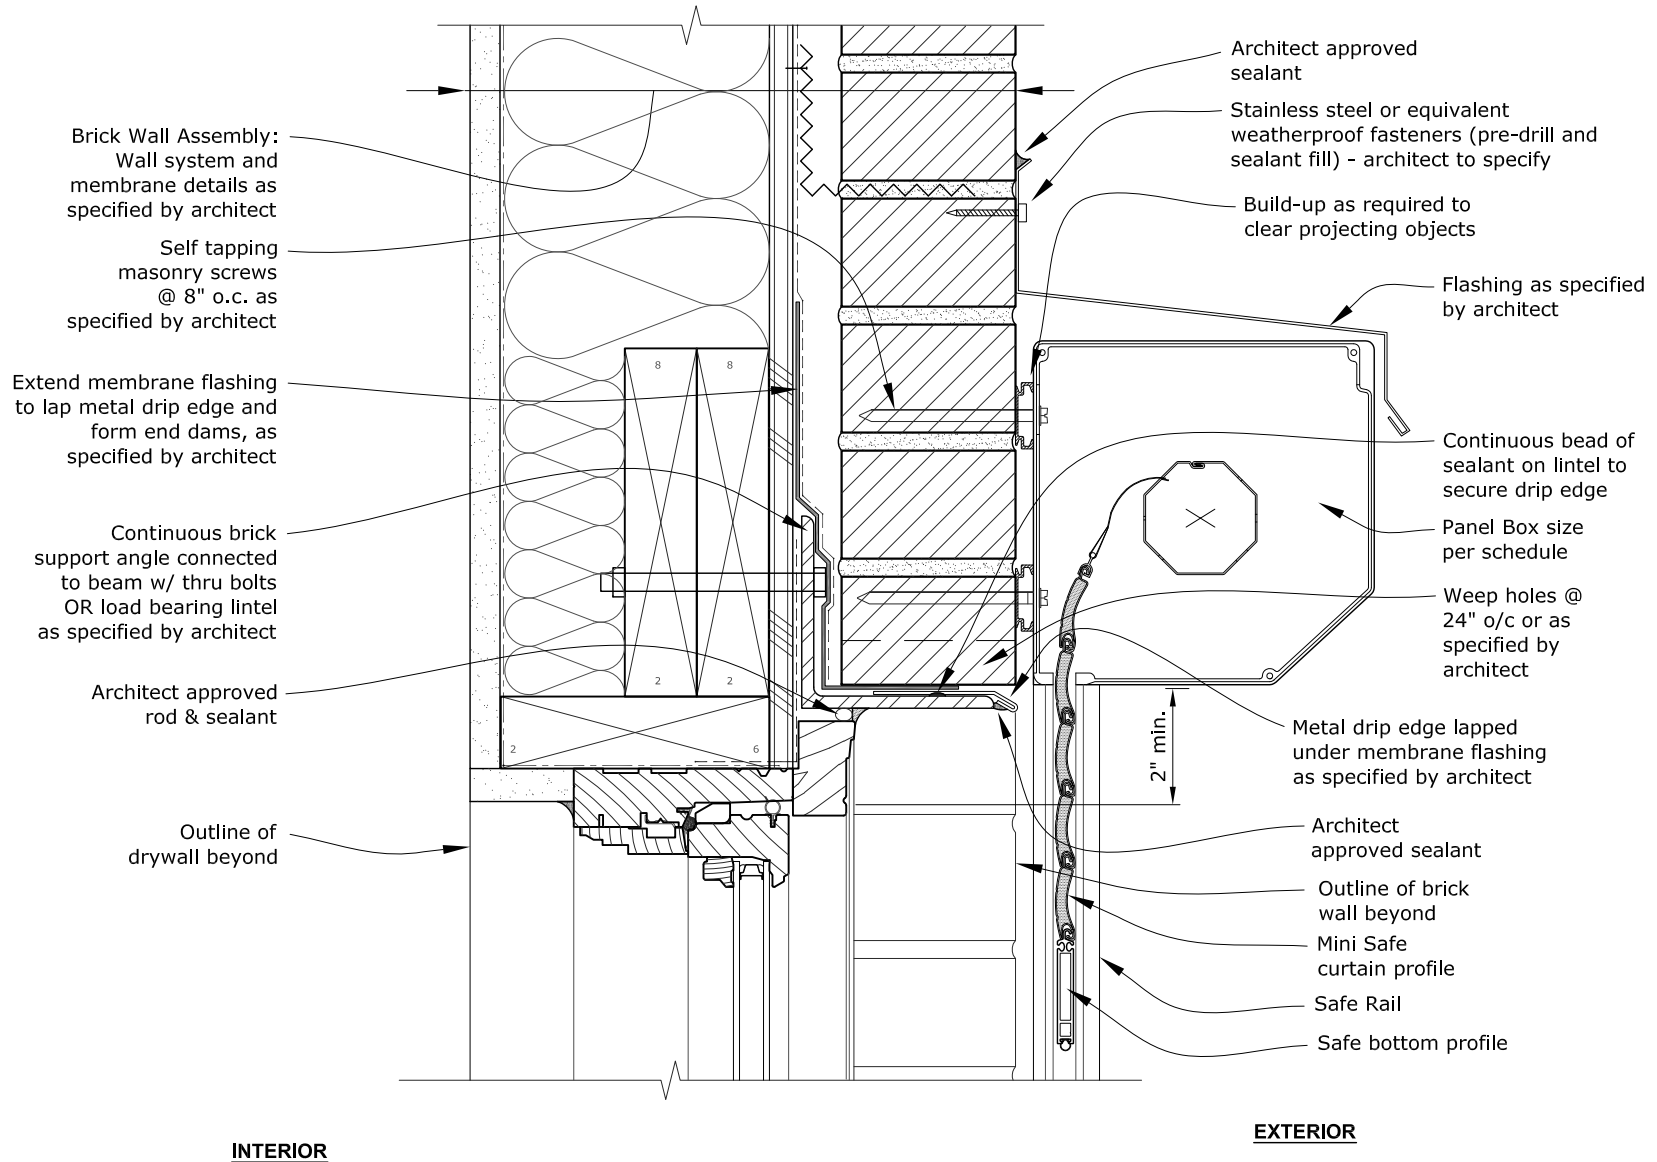 Brick Wall Assembly:
Wall system and
membrane details as
specified by architect
Self tapping
masonry screws
@ 8" o.c. as
specified by architect
Extend membrane flashing
to lap metal drip edge and
form end dams, as
specified by architect
Continuous brick
support angle connected
to beam w/ thru bolts
OR load bearing lintel
as specified by architect
Architect approved
rod & sealant
Outline of
drywall beyond
8
8
2
2
2
6
2" min.
Architect approved
sealant
Stainless steel or equivalent
weatherproof fasteners (pre-drill and
sealant fill) - architect to specify
Build-up as required to
clear projecting objects
Flashing as specified
by architect
Continuous bead of
sealant on lintel to
secure drip edge
Panel Box size
per schedule
Weep holes @
24" o/c or as
specified by
architect
Metal drip edge lapped
under membrane flashing
as specified by architect
Architect
approved sealant
Outline of brick
wall beyond
Mini Safe
curtain profile
Safe Rail
Safe bottom profile
INTERIOR
EXTERIOR